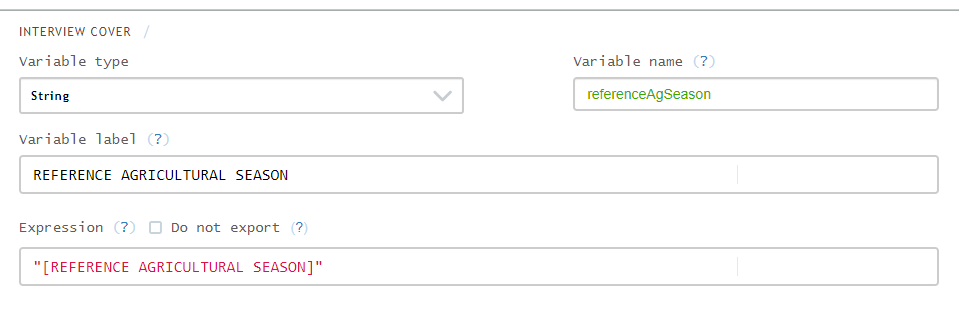 INTERVIEW COVER /
Variable type
Variable name (?)
String
referenceAgSeason
Variable label (?)
REFERENCE AGRICULTURAL SEASON
Expression (?) Do not export (?)
"[REFERENCE AGRICULTURAL SEASON]"